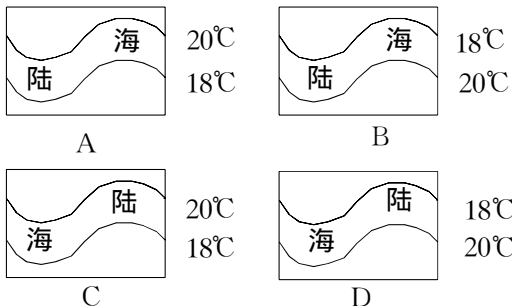 海 20℃ 海 18℃
陆 18℃ 陆 20℃
A B
陆 20℃ 陆 18℃
海 18℃ 海 20℃
C D